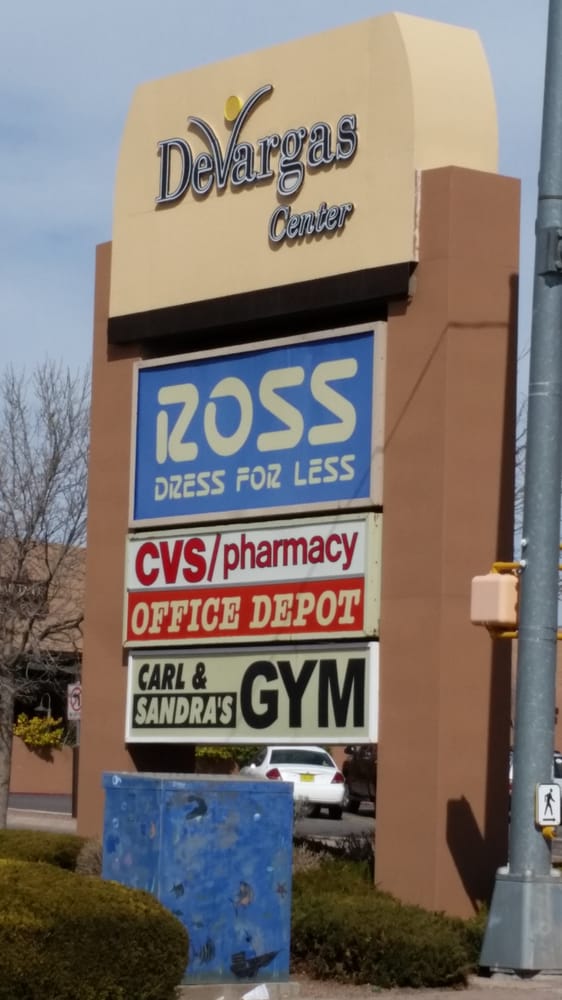 DeVargas
Center
ROSS
DRESS FOR LESS
CVS/pharmacy
OFFICE DEPOT
CARL &
SANDRA'S GYM